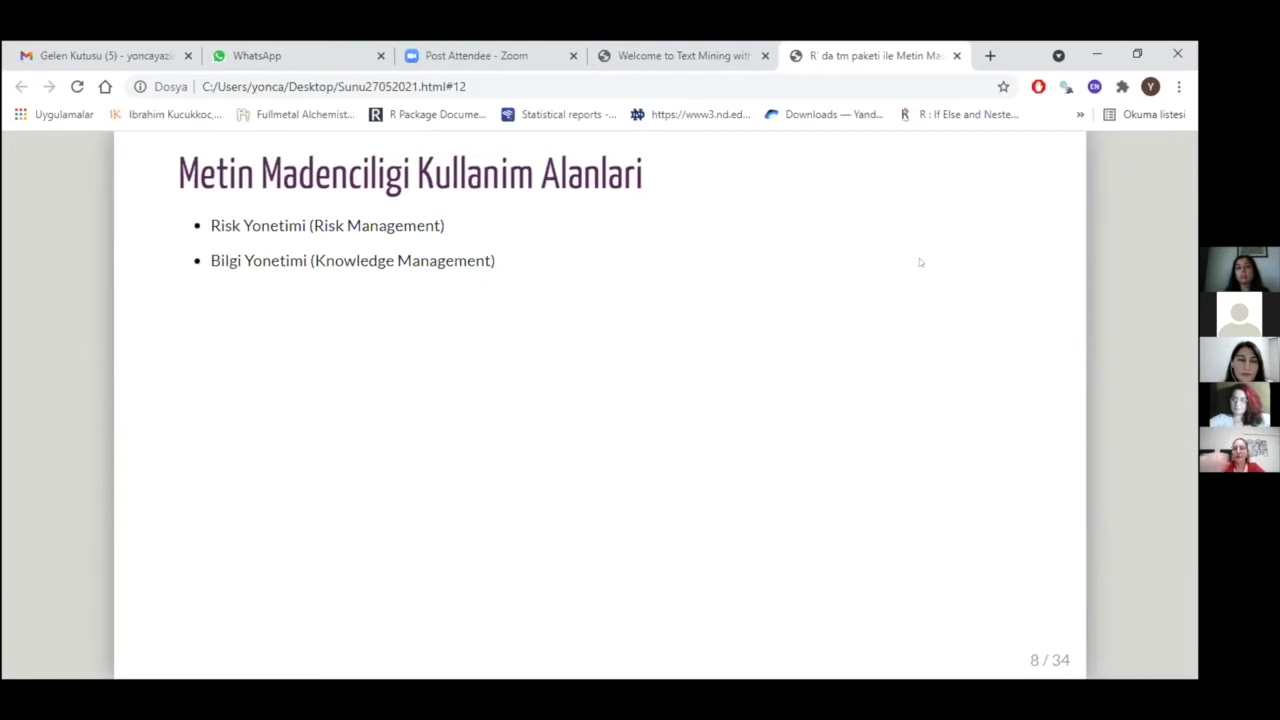 Gelen Kutusu (5) - yoncayazi
WhatsApp
Post Attendee - Zoom
Welcome to Text Mining with
R' da tm paketi ile Metin Mad
Dosya
C:/Users/yonca/Desktop/Sunu27052021.html#12
EN
Y
Uygulamalar
Ibrahim Kucukkoc,...
Fullmetal Alchemist...
R Package Docume...
Statistical reports -...
https://www3.nd.ed...
Downloads — Yand...
R : If Else and Neste...
»
Okuma listesi
Metin Madenciligi Kullanim Alanlari
• Risk Yonetimi (Risk Management)
• Bilgi Yonetimi (Knowledge Management)
8 / 34